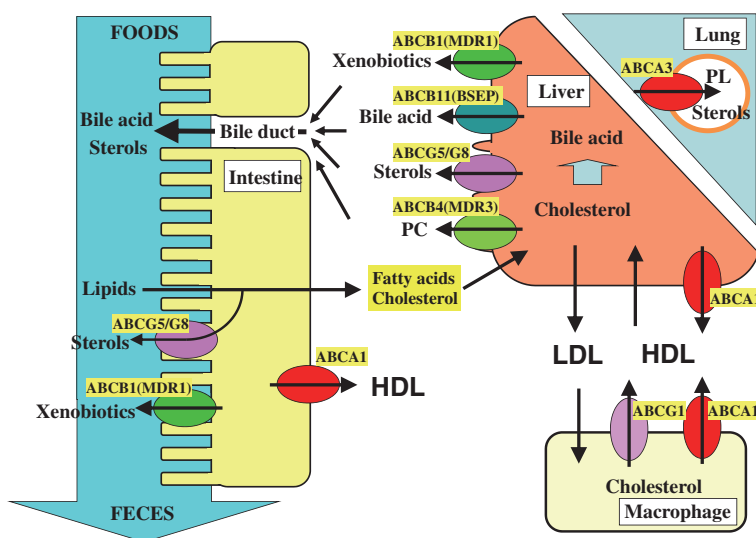 FOODS
Bile acid
Sterols
Bile duct
Intestine
Lipids
ABCG5/G8
Sterols
ABCB1(MDR1)
Xenobiotics
FECES
ABCA1
HDL
Fatty acids
Cholesterol
ABCB1(MDR1)
Xenobiotics
ABCB11(BSEP)
Bile acid
ABCG5/G8
Sterols
ABCB4(MDR3)
PC
Liver
Bile acid
Cholesterol
Lung
ABCA3
PL
Sterols
ABCA1
LDL
HDL
ABCG1
ABCA1
Cholesterol
Macrophage